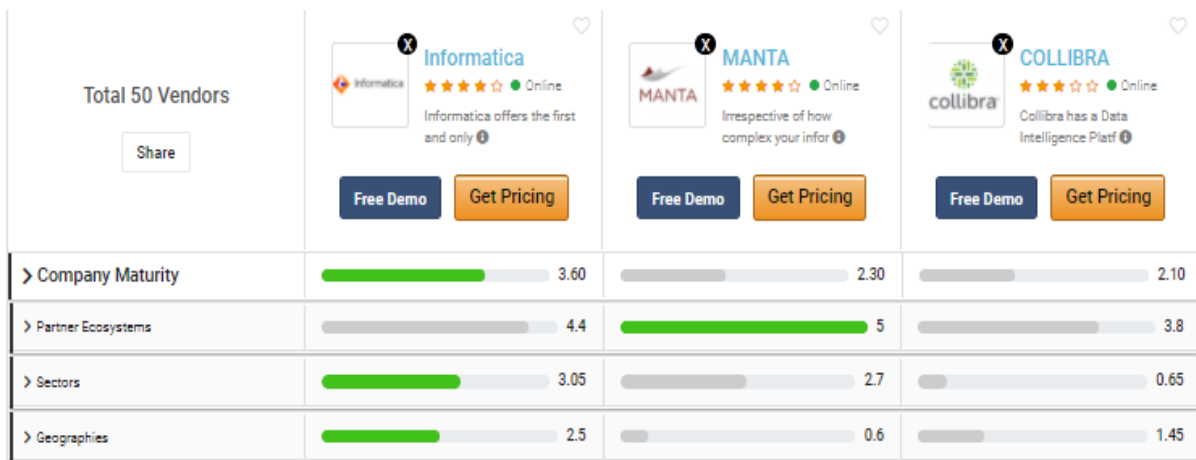 Total 50 Vendors
Share
X
Informatica
Informatica
Online
Informatica offers the first
and only
Free Demo
Get Pricing
X
MANTA
MANTA
Online
Irrespective of how
complex your infor
Free Demo
Get Pricing
X
collibra
COLLIBRA
Online
Collibra has a Data
Intelligence Platf
Free Demo
Get Pricing
Company Maturity 3.60 2.30 2.10
Partner Ecosystems 4.4 5 3.8
Sectors 3.05 2.7 0.65
Geographies 2.5 0.6 1.45